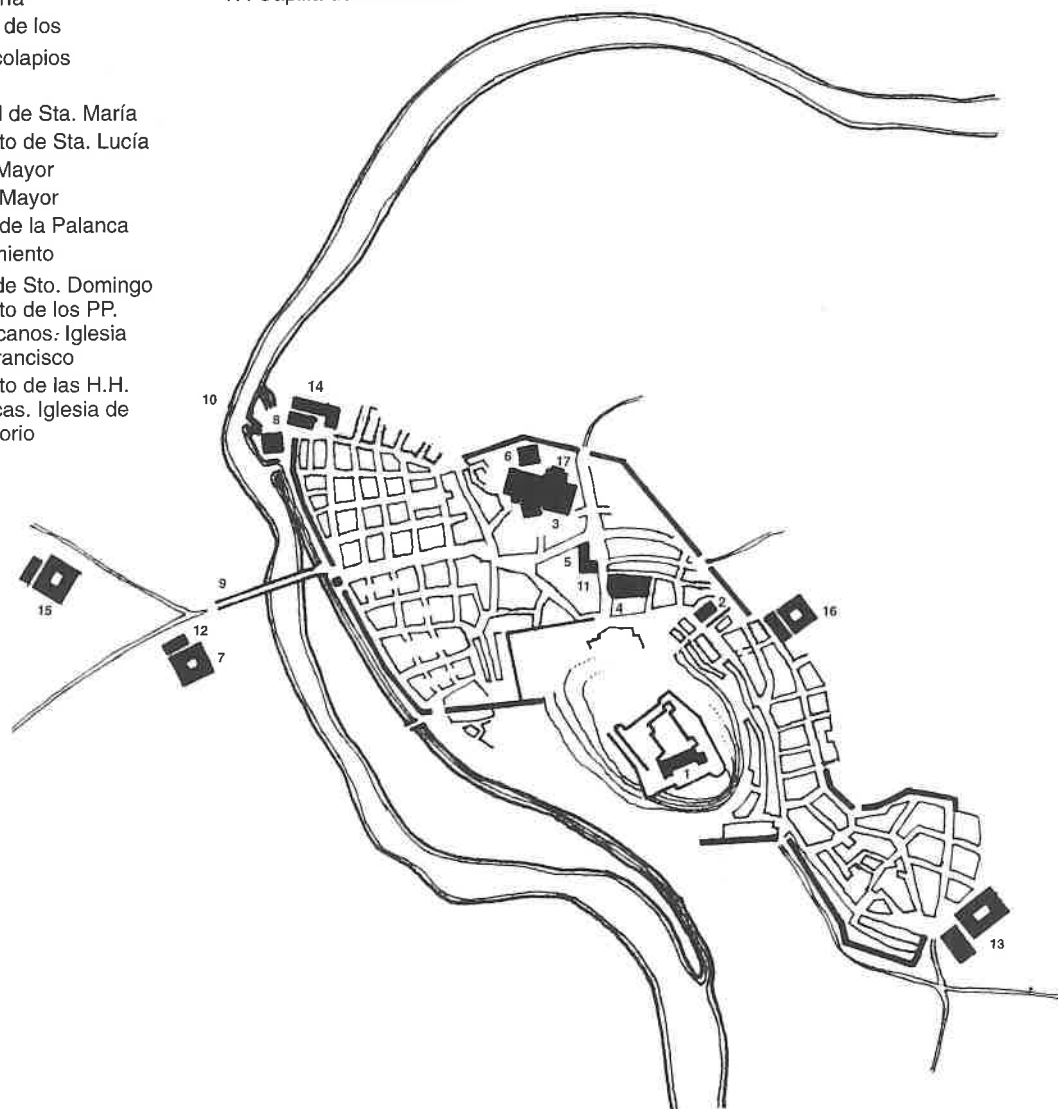 de los
colapios
l de Sta. María
to de Sta. Lucía
Mayor
Mayor
de la Palanca
miento
de Sto. Domingo
to de los PP.
canos: Iglesia
rancisco
to de las H.H.
cas. Iglesia de
orio
14
10
8
6
17
3
5
9
11
4
2
15
16
12
7
1
13